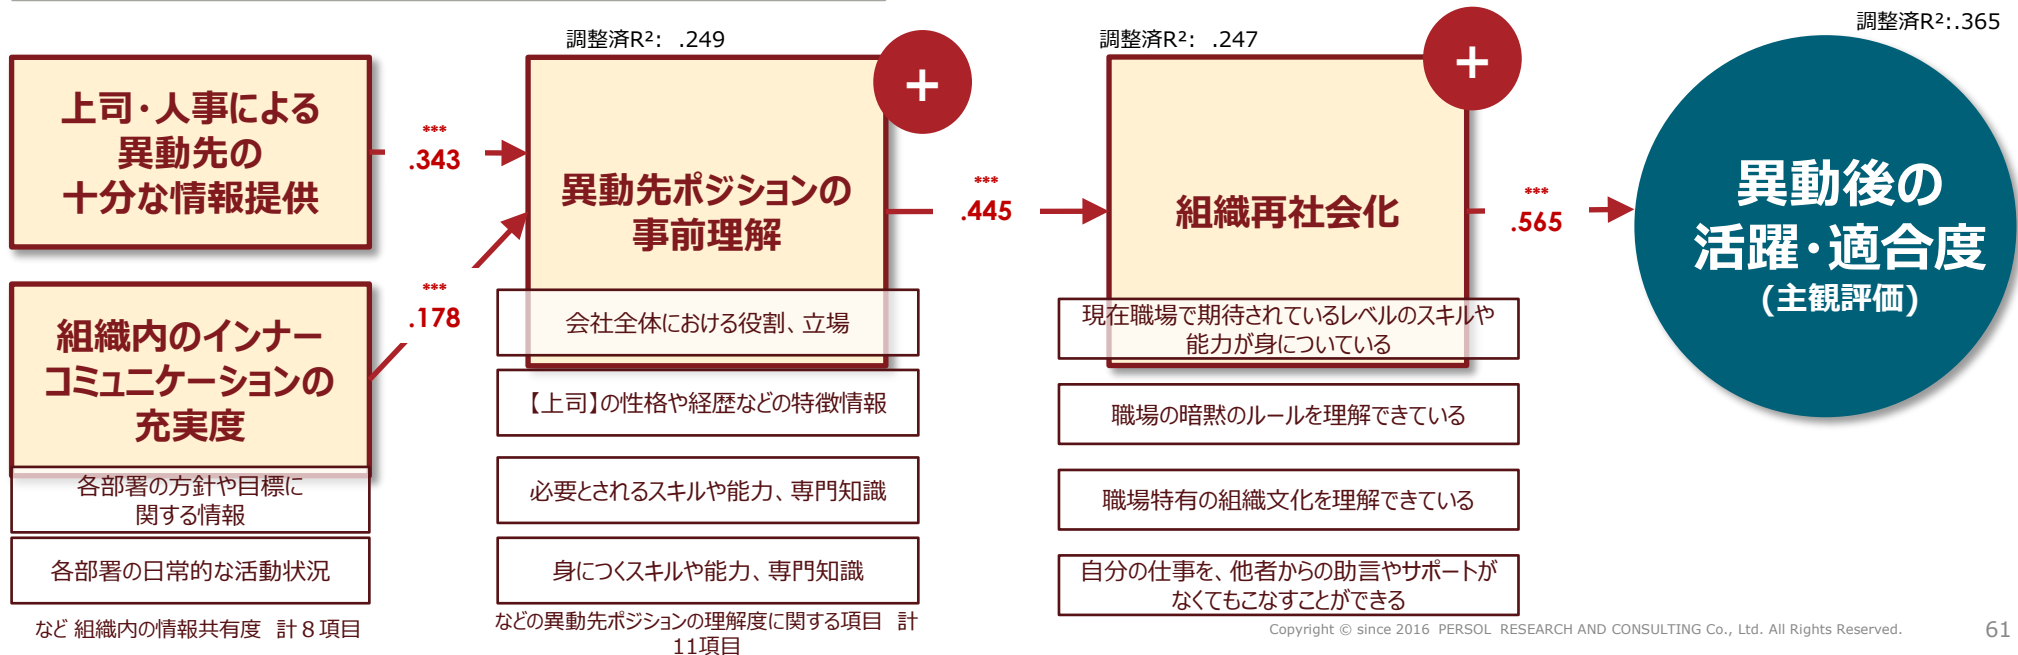 調整済R²: .249
調整済R²: .247
調整済R²:.365
上司・人事による
異動先の
十分な情報提供
***
.343
組織内のインナー
コミュニケーションの
充実度
***
.178
各部署の方針や目標に
関する情報
各部署の日常的な活動状況
など 組織内の情報共有度 計８項目
+
異動先ポジションの
事前理解
会社全体における役割、立場
【上司】の性格や経歴などの特徴情報
必要とされるスキルや能力、専門知識
身につくスキルや能力、専門知識
などの異動先ポジションの理解度に関する項目 計
11項目
***
.445
+
組織再社会化
現在職場で期待されているレベルのスキルや
能力が身についている
職場の暗黙のルールを理解できている
職場特有の組織文化を理解できている
自分の仕事を、他者からの助言やサポートが
なくてもこなすことができる
***
.565
異動後の
活躍・適合度
(主観評価)
Copyright © since 2016 PERSOL RESEARCH AND CONSULTING Co., Ltd. All Rights Reserved.
61